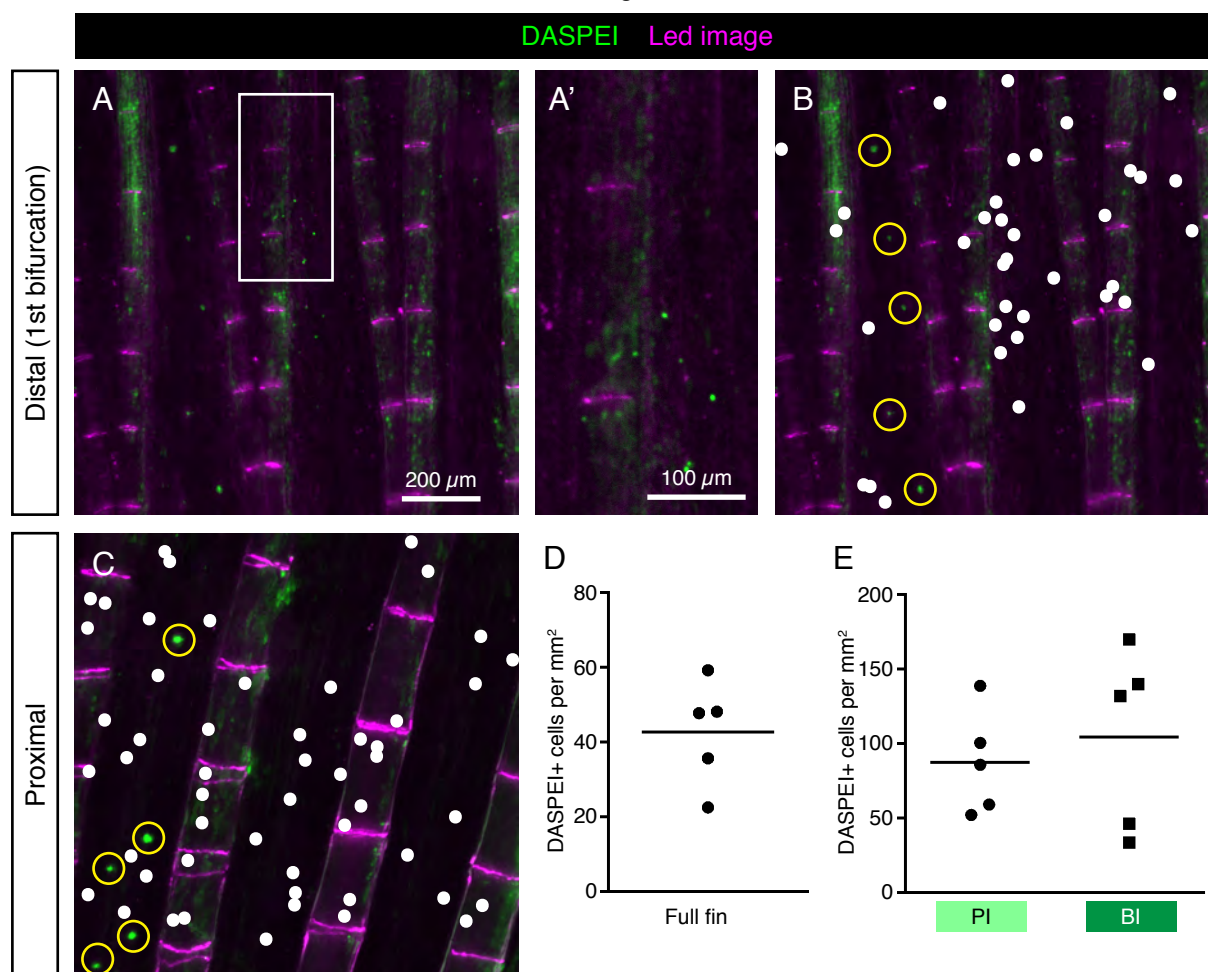 DASPEI Led image
Distal (1st bifurcation)
A
A'
B
200 µm
100 µm
Proximal
C
D
E
DASPEI+ cells per mm²
80
60
40
20
0
Full fin
DASPEI+ cells per mm²
200
150
100
50
0
PI
BI